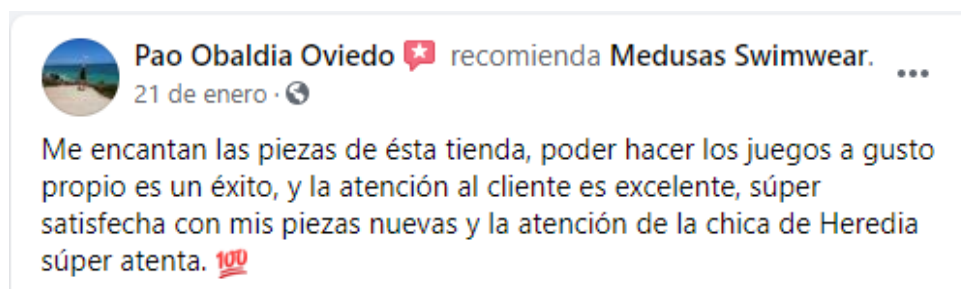 Pao Obaldia Oviedo recomienda Medusas Swimwear.
21 de enero ·
Me encantan las piezas de ésta tienda, poder hacer los juegos a gusto
propio es un éxito, y la atención al cliente es excelente, súper
satisfecha con mis piezas nuevas y la atención de la chica de Heredia
súper atenta. 💯